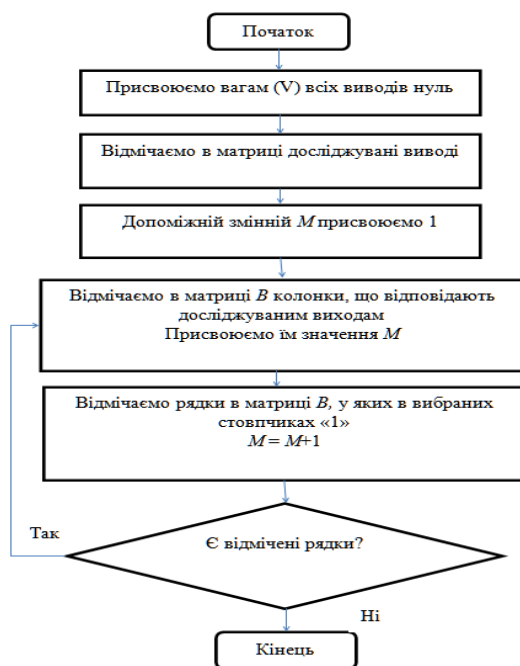 Початок
Присвоюємо вагам (V) всіх виводів нуль
Відмічаємо в матриці досліджувані виводі
Допоміжній змінній M присвоюємо 1
Відмічаємо в матриці B колонки, що відповідають
досліджуваним виходам
Присвоюємо їм значення M
Відмічаємо рядки в матриці B, у яких в вибраних
стовпчиках «1»
M = M+1
Так
Є відмічені рядки?
Ні
Кінець